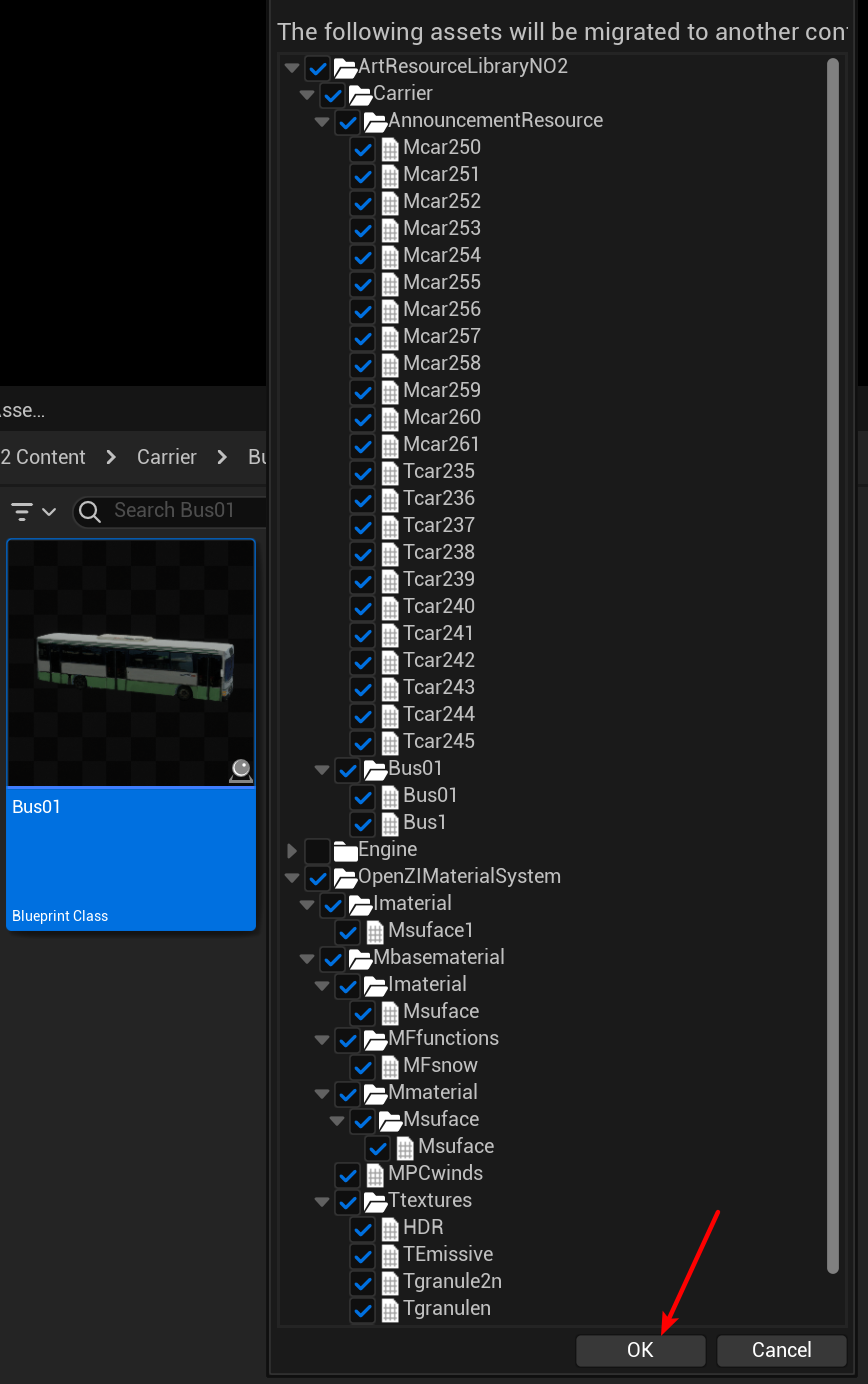 The following assets will be migrated to another con
ArtResourceLibraryNO2
Carrier
AnnouncementResource
Mcar250
Mcar251
Mcar252
Mcar253
Mcar254
Mcar255
Mcar256
Mcar257
Mcar258
Mcar259
Mcar260
Mcar261
Tcar235
Tcar236
Tcar237
Tcar238
Tcar239
Tcar240
Tcar241
Tcar242
Tcar243
Tcar244
Tcar245
Bus01
Bus01
Bus1
Engine
OpenZIMaterialSystem
Imaterial
Msuface1
Mbasematerial
Imaterial
Msuface
MFfunctions
MFsnow
Mmaterial
Msuface
Msuface
MPCwinds
Ttextures
HDR
TEmissive
Tgranule2n
Tgranulen
OK Cancel
sse...
2 Content > Carrier > Bu
Search Bus01
Bus01
Blueprint Class